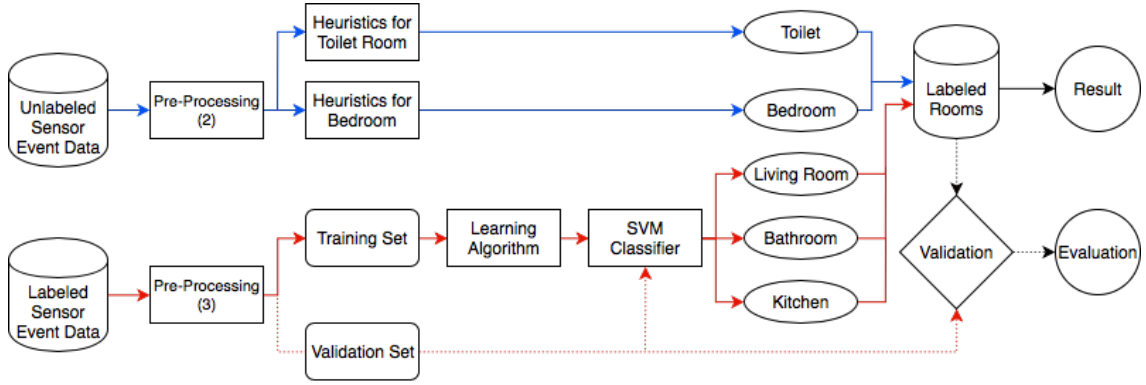 Heuristics for
Toilet Room
Toilet
Unlabeled
Sensor
Event Data
Pre-Processing
(2)
Heuristics for
Bedroom
Bedroom
Labeled
Rooms
Result
Living Room
Labeled
Sensor
Event Data
Pre-Processing
(3)
Training Set
Learning
Algorithm
SVM
Classifier
Bathroom
Validation
Evaluation
Kitchen
Validation Set